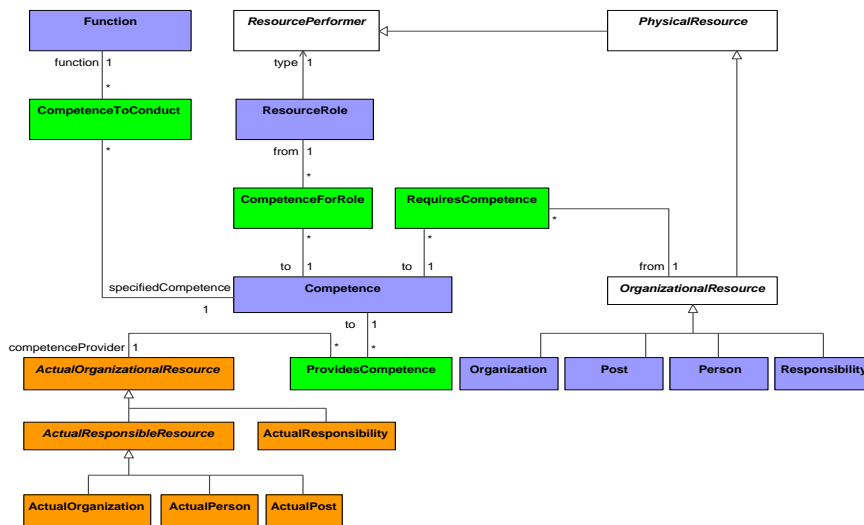 Function
ResourcePerformer
PhysicalResource
function 1
type 1
*
CompetenceToConduct
ResourceRole
*
from 1
*
CompetenceForRole
RequiresCompetence
*
*
*
to 1
to 1
from 1
specifiedCompetence
1
Competence
OrganizationalResource
to 1
competenceProvider 1
*
*
ActualOrganizationalResource
ProvidesCompetence
Organization
Post
Person
Responsibility
ActualResponsibleResource
ActualResponsibility
ActualOrganization
ActualPerson
ActualPost